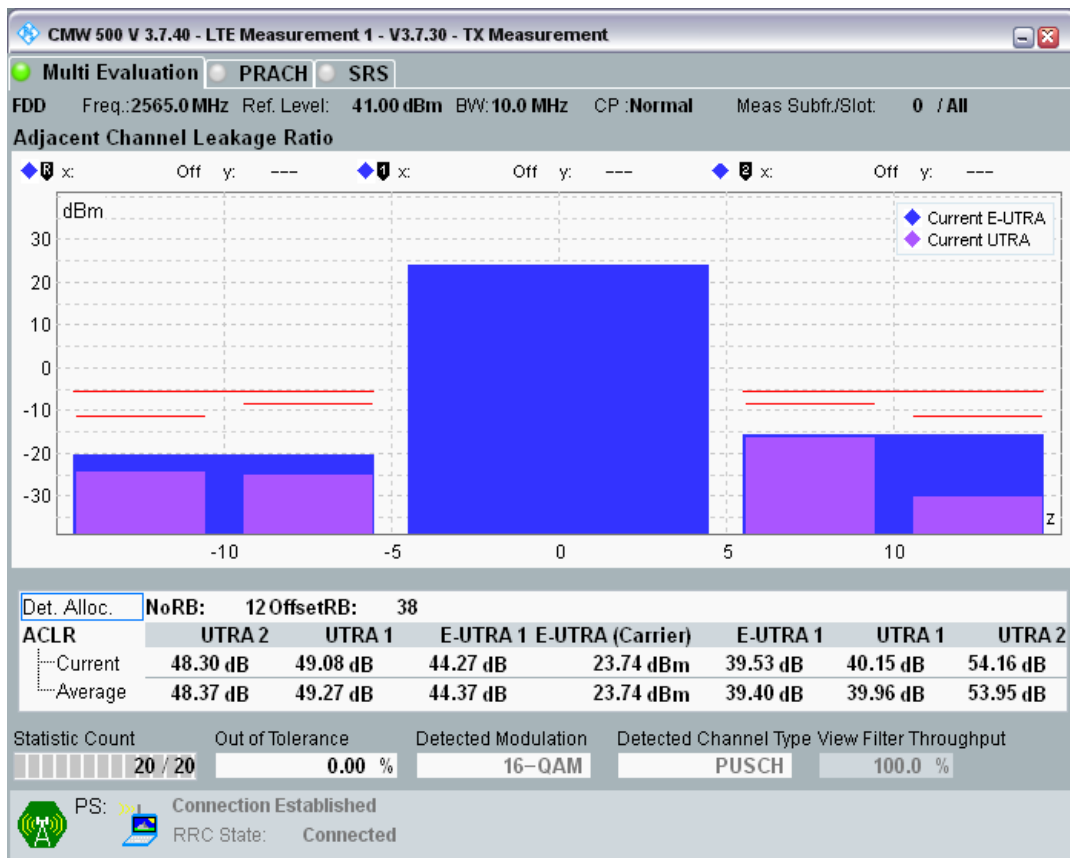 CMW 500 V 3.7.40 - LTE Measurement 1 - V3.7.30 - TX Measurement
Multi Evaluation PRACH SRS
FDD Freq.:2565.0 MHz Ref. Level: 41.00 dBm BW:10.0 MHz CP :Normal Meas Subfr./Slot: 0 / All
Adjacent Channel Leakage Ratio
R x: Off y: --- 1 x: Off y: --- 2 x: Off y: ---
dBm
Current E-UTRA
Current UTRA
30
20
10
0
-10
-20
-30
z
-10 -5 0 5 10
Det. Alloc. NoRB: 12 OffsetRB: 38
ACLR UTRA 2 UTRA 1 E-UTRA 1 E-UTRA (Carrier) E-UTRA 1 UTRA 1 UTRA 2
Current 48.30 dB 49.08 dB 44.27 dB 23.74 dBm 39.53 dB 40.15 dB 54.16 dB
Average 48.37 dB 49.27 dB 44.37 dB 23.74 dBm 39.40 dB 39.96 dB 53.95 dB
Statistic Count Out of Tolerance Detected Modulation Detected Channel Type View Filter Throughput
20 / 20 0.00 % 16-QAM PUSCH 100.0 %
PS: Connection Established
RRC State: Connected